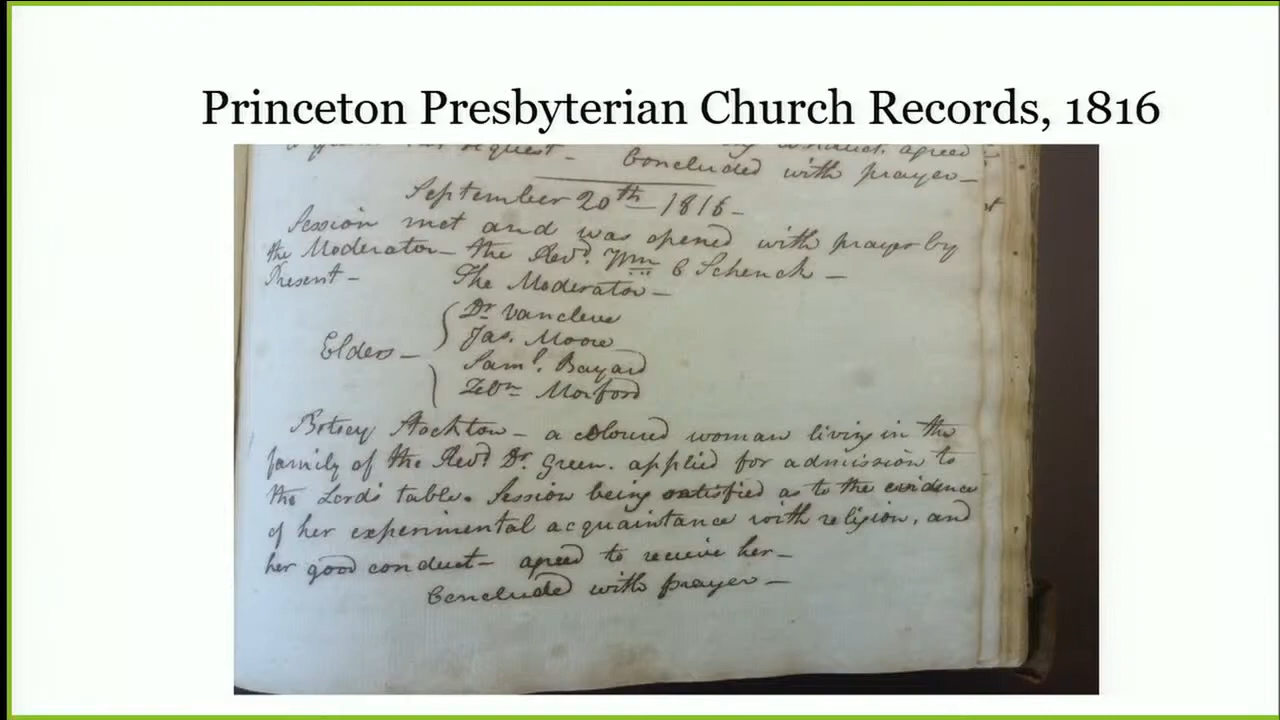 Princeton Presbyterian Church Records, 1816
request - conduct, agreed
Concluded with prayer -
September 20th 1816 -
Session met and was opened with prayer by
the Moderator - the Revd. Wm C Schenck -
Present - The Moderator -
Dr Vancleve
Jas. Moore
Elders -
Saml. Bayard
Zebn Morford
Betsey Stockton - a coloured woman living in the
family of the Revd Dr. Green. applied for admission to
the Lord's table. Session being satisfied as to the evidence
of her experimental acquaintance with religion, and
her good conduct - agreed to receive her -
Concluded with prayer -